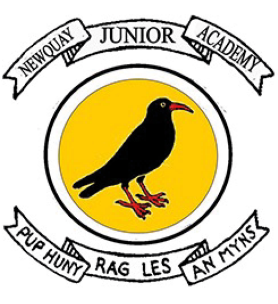 NEWQUAY JUNIOR ACADEMY
PUP HUNY RAG LES AN MYNS